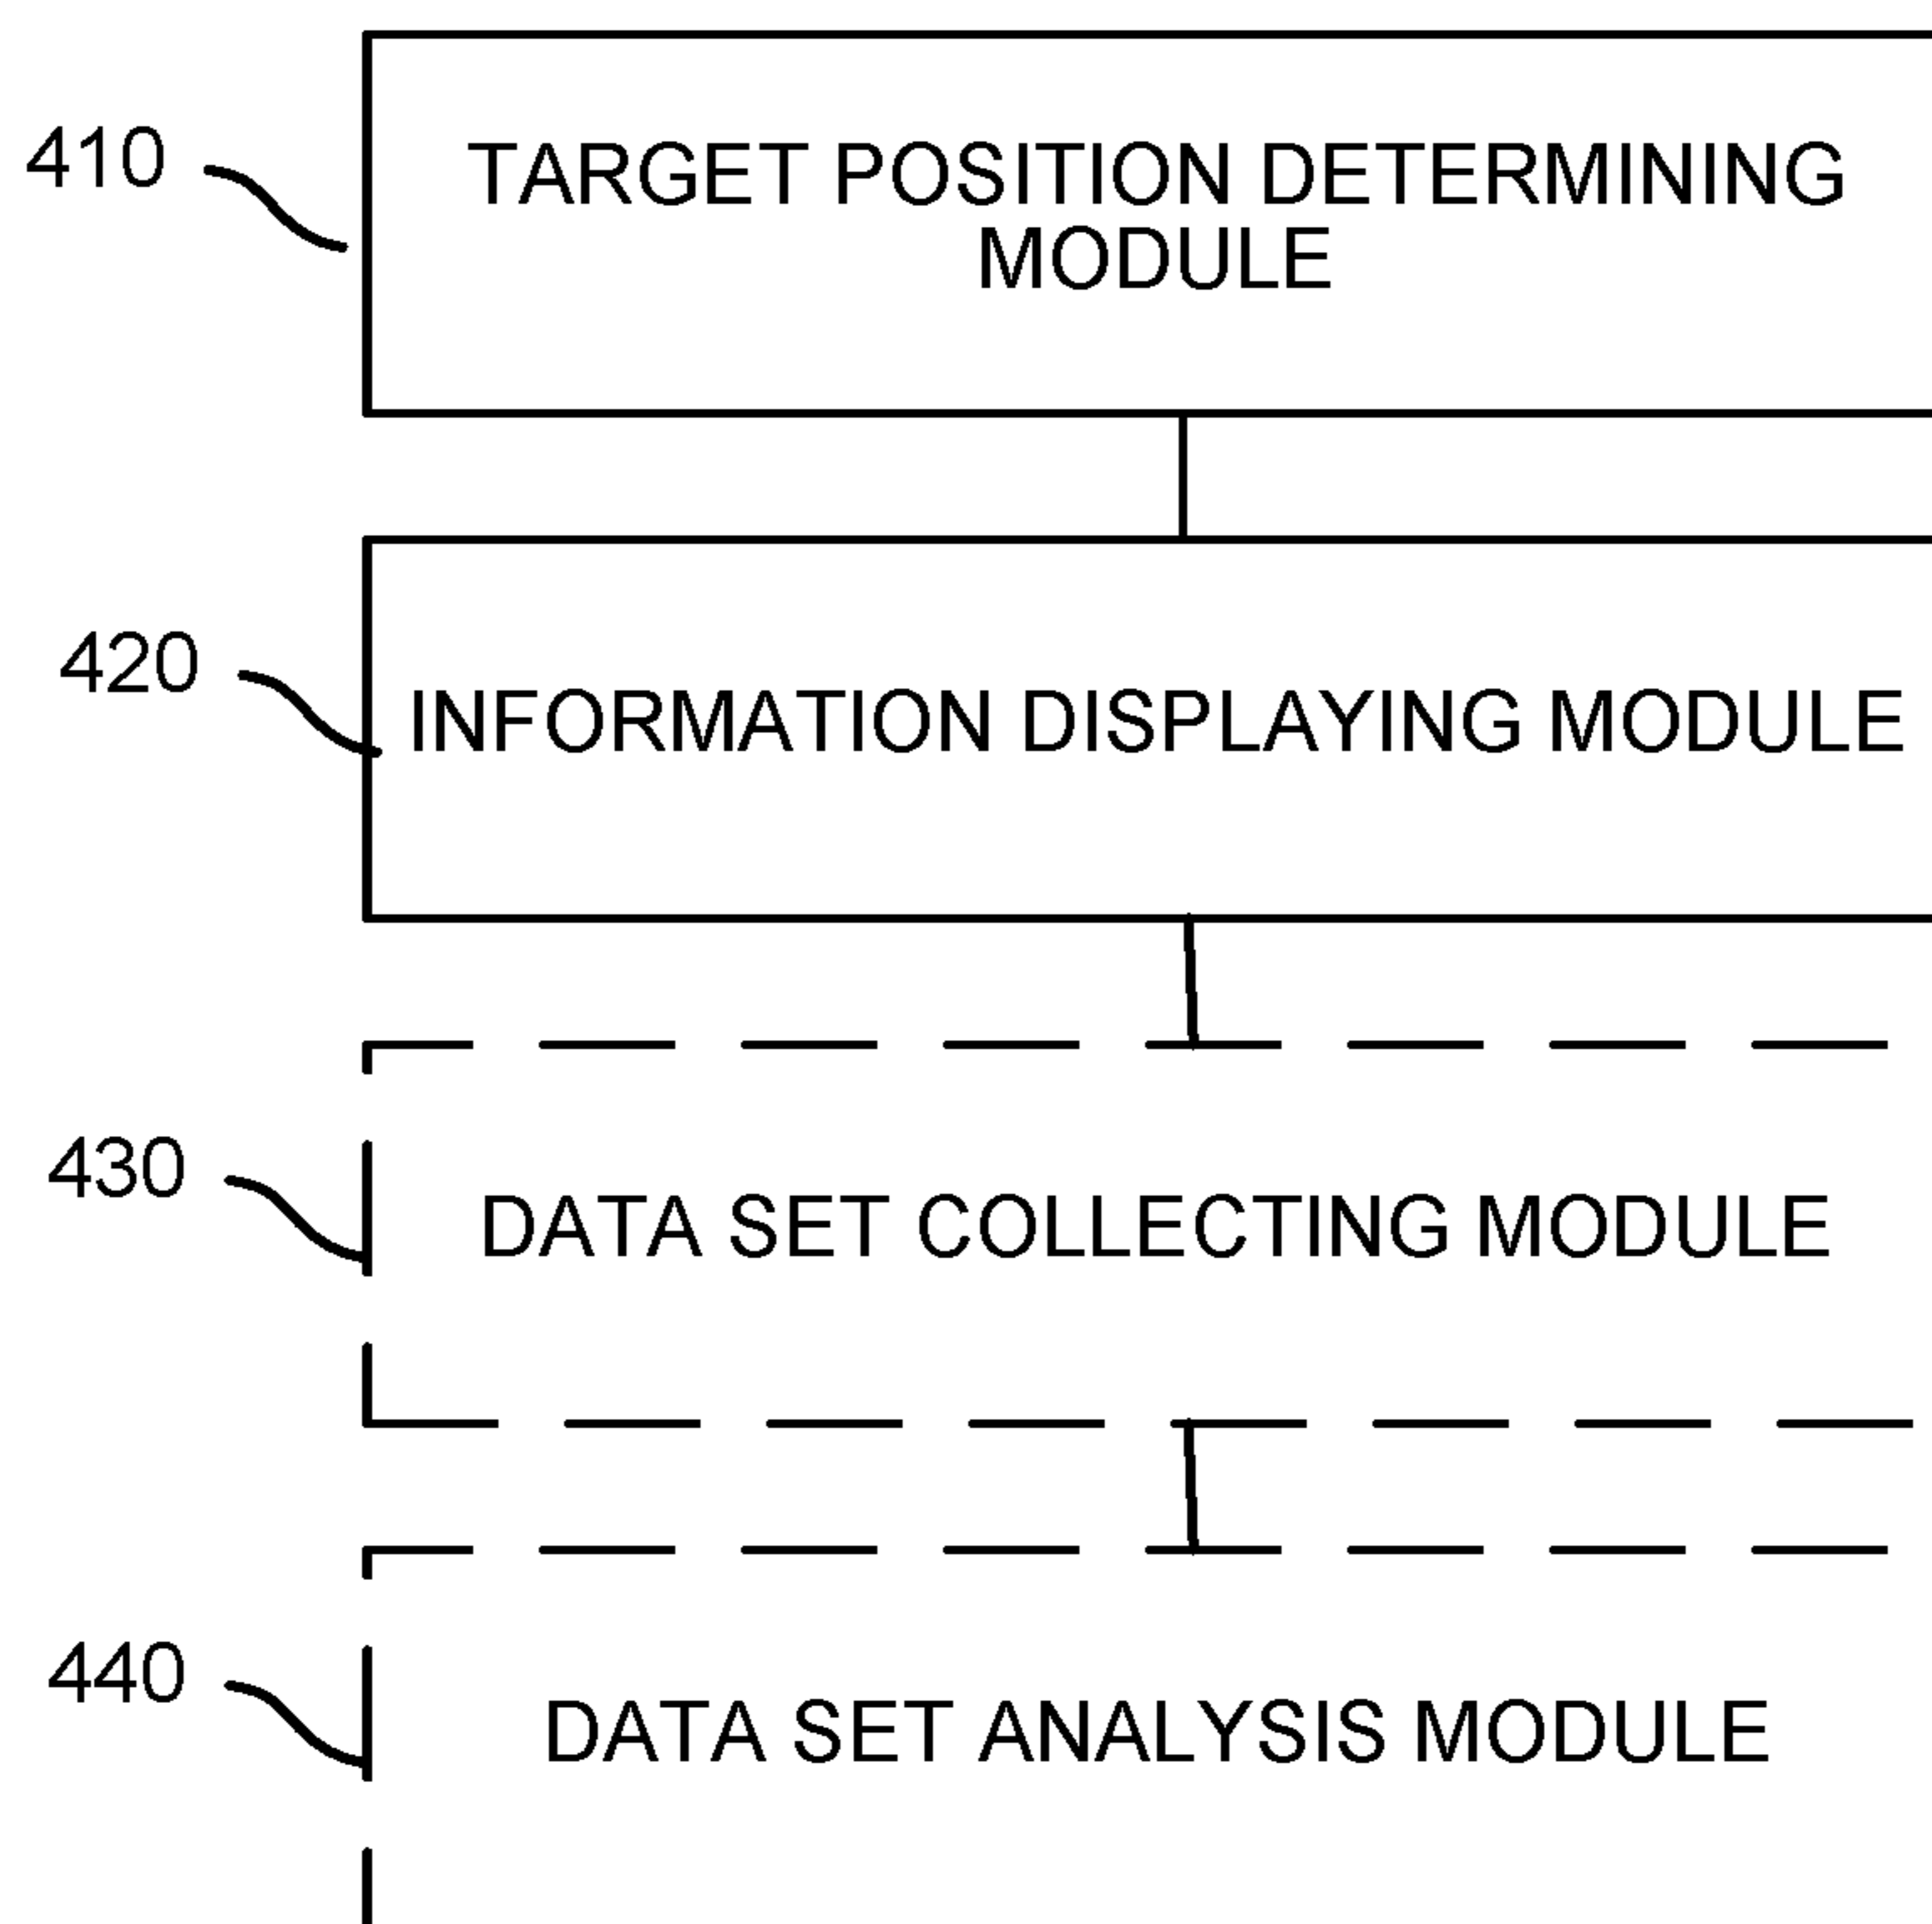 410
TARGET POSITION DETERMINING
MODULE
420
INFORMATION DISPLAYING MODULE
430
DATA SET COLLECTING MODULE
440
DATA SET ANALYSIS MODULE